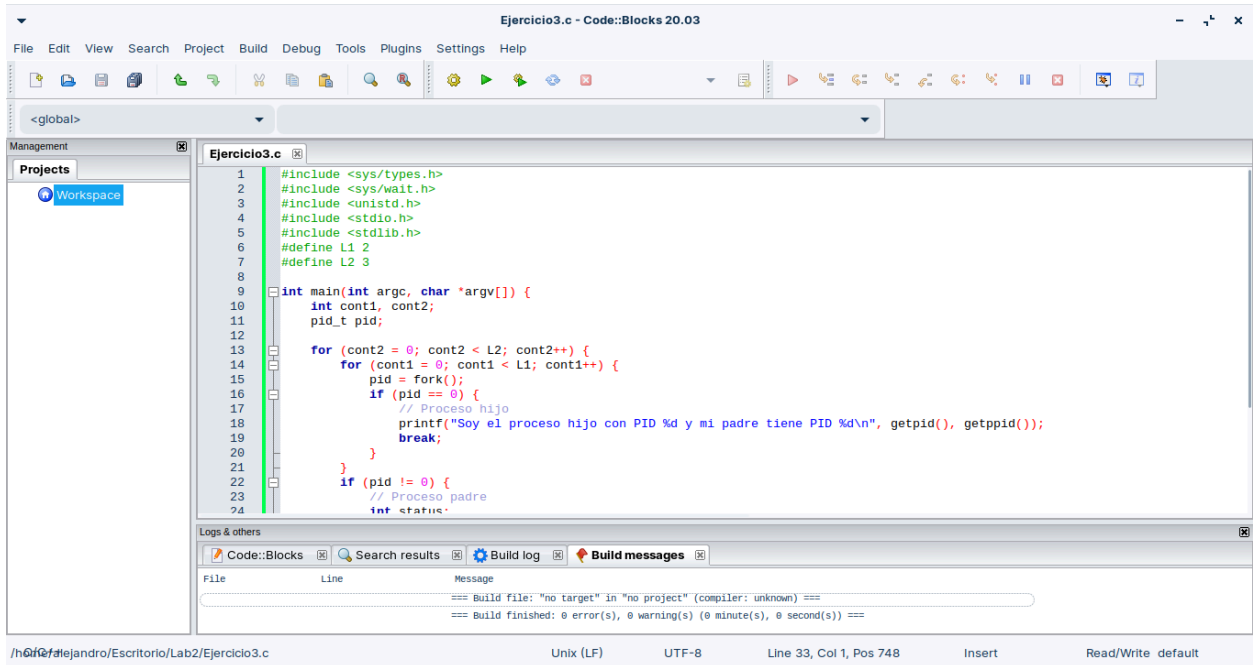 Ejercicio3.c - Code::Blocks 20.03
File Edit View Search Project Build Debug Tools Plugins Settings Help
<global>
Management
Projects
Workspace
Ejercicio3.c
1 #include <sys/types.h>
2 #include <sys/wait.h>
3 #include <unistd.h>
4 #include <stdio.h>
5 #include <stdlib.h>
6 #define L1 2
7 #define L2 3
8
9 int main(int argc, char *argv[]) {
10     int cont1, cont2;
11     pid_t pid;
12
13     for (cont2 = 0; cont2 < L2; cont2++) {
14         for (cont1 = 0; cont1 < L1; cont1++) {
15             pid = fork();
16             if (pid == 0) {
17                 // Proceso hijo
18                 printf("Soy el proceso hijo con PID %d y mi padre tiene PID %d\n", getpid(), getppid());
19                 break;
20             }
21         }
22         if (pid != 0) {
23             // Proceso padre
24             int status;
Logs & others
Code::Blocks Search results Build log Build messages
File Line Message
=== Build file: "no target" in "no project" (compiler: unknown) ===
=== Build finished: 0 error(s), 0 warning(s) (0 minute(s), 0 second(s)) ===
/home/alejandro/Escritorio/Lab2/Ejercicio3.c C/C++ Unix (LF) UTF-8 Line 33, Col 1, Pos 748 Insert Read/Write default